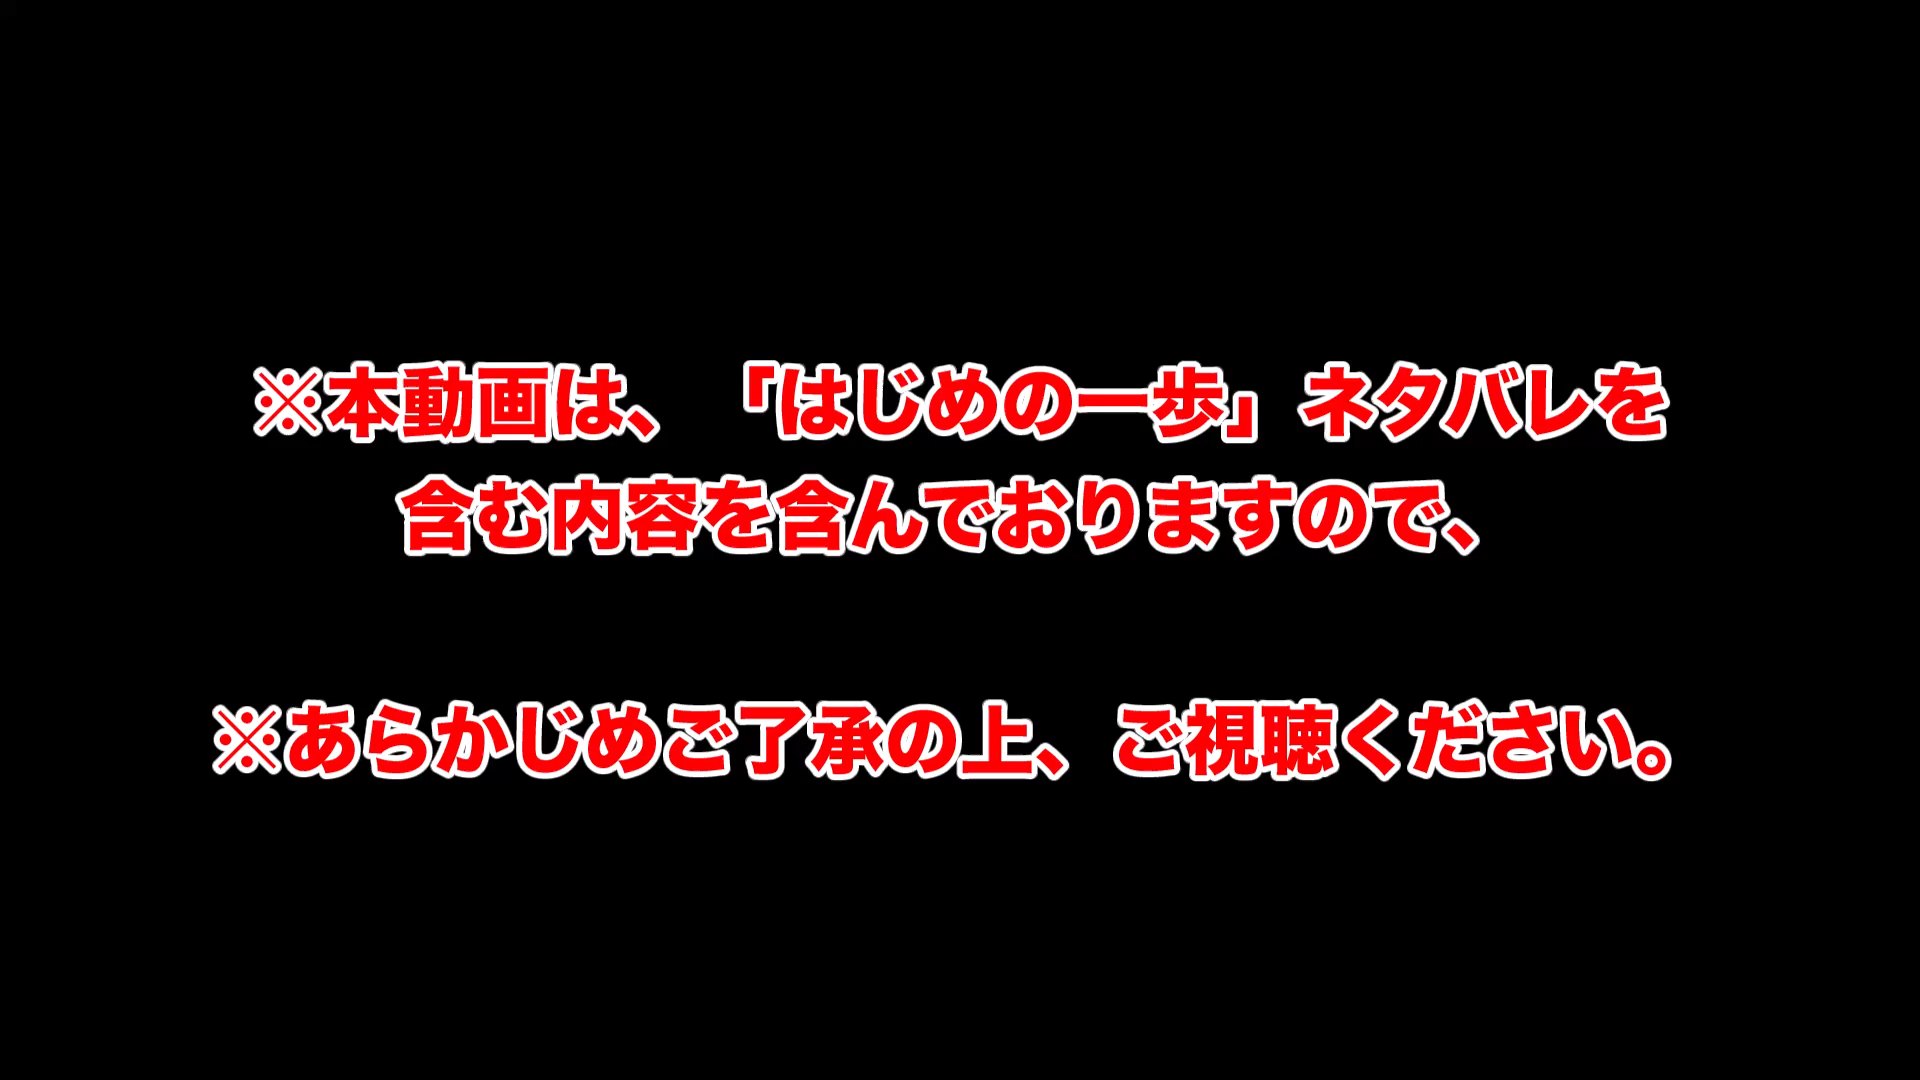 ※本動画は、「はじめの一歩」ネタバレを
含む内容を含んでおりますので、
※あらかじめご了承の上、ご視聴ください。